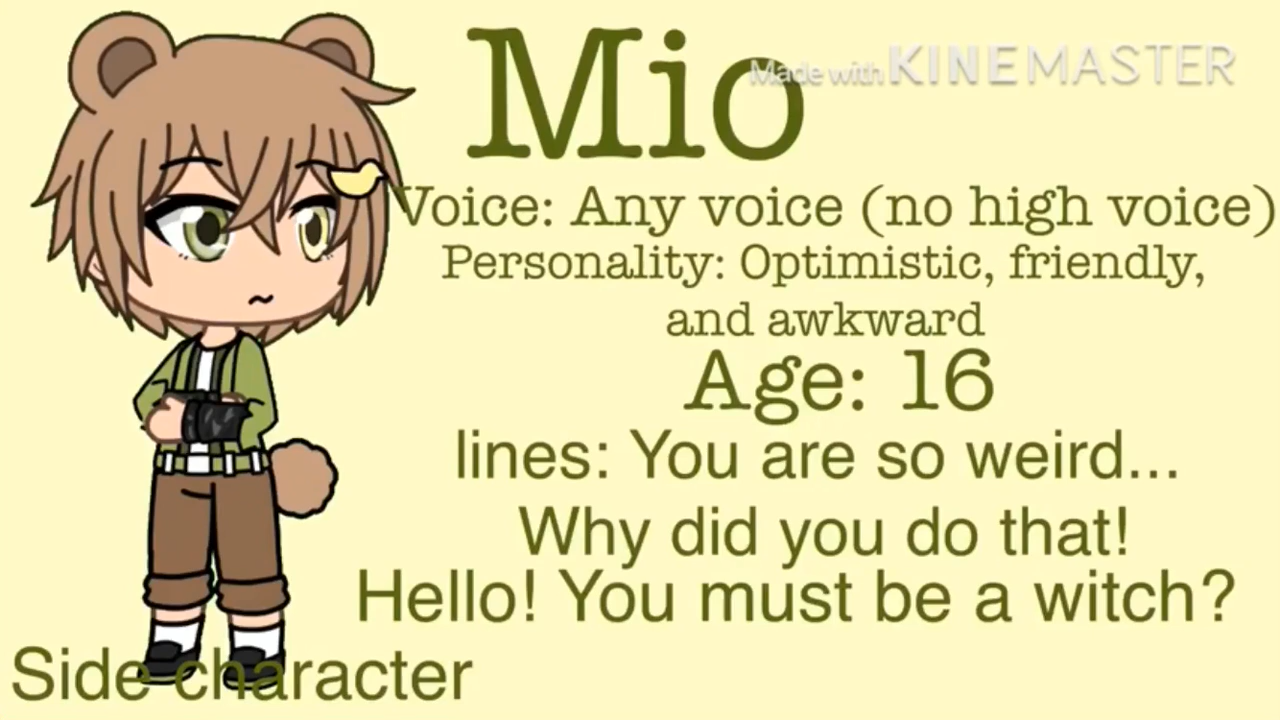 Mio
Made with KINEMASTER
Voice: Any voice (no high voice)
Personality: Optimistic, friendly,
and awkward
Age: 16
lines: You are so weird...
Why did you do that!
Hello! You must be a witch?
Side character